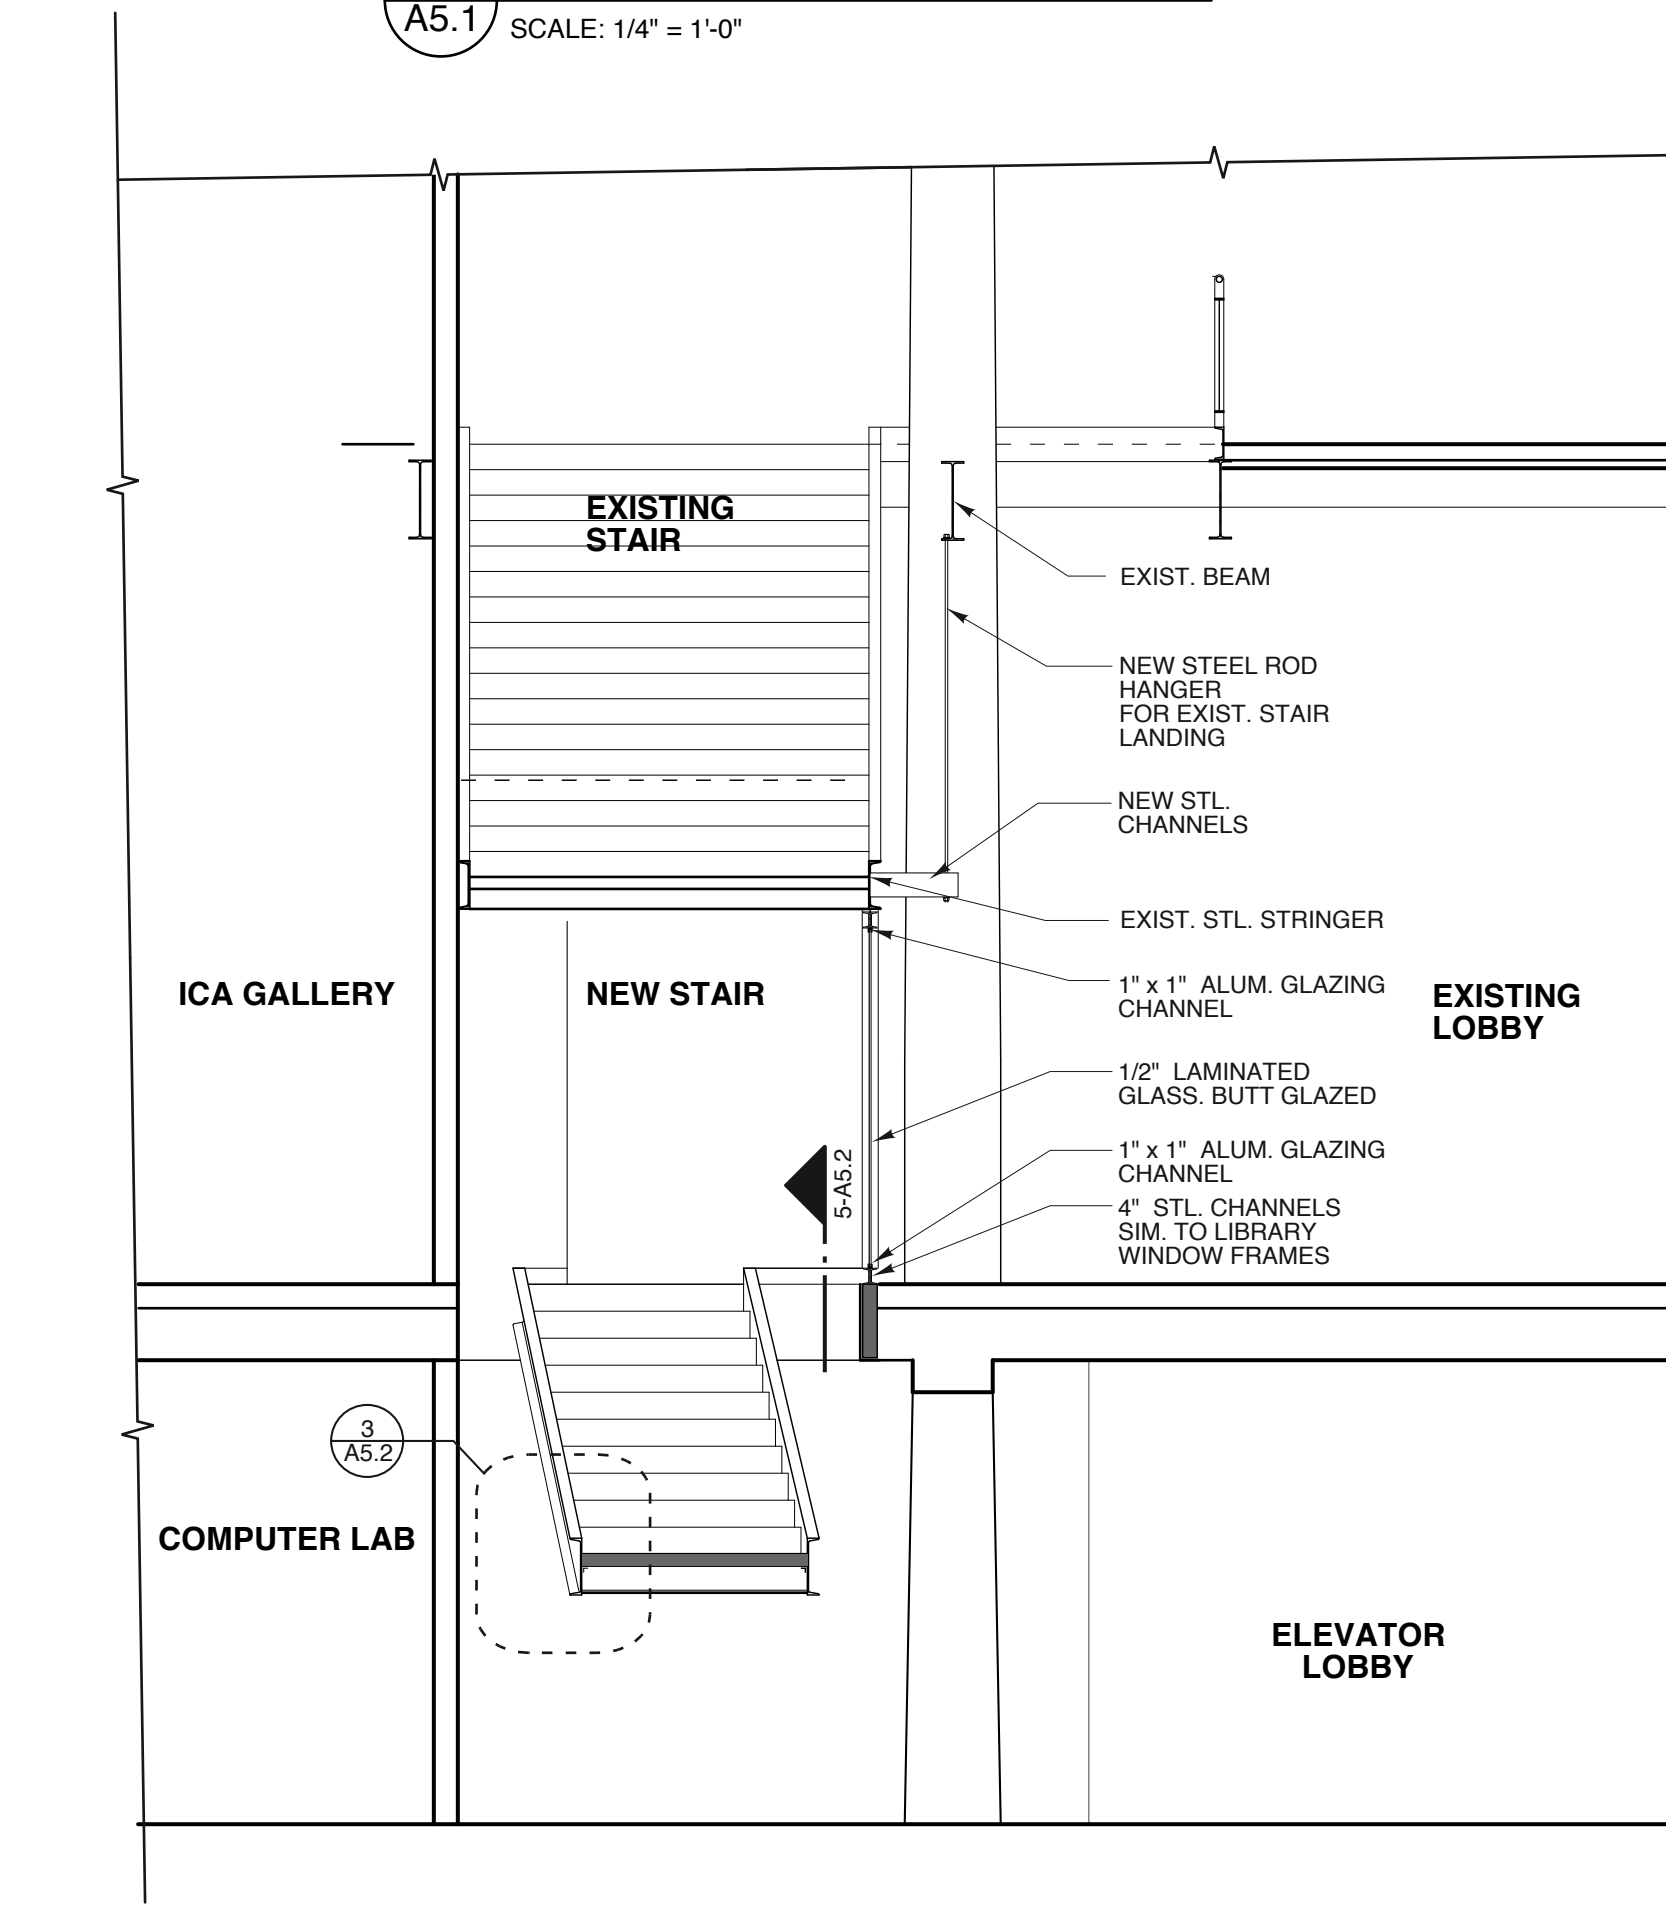 A5.1
SCALE: 1/4" = 1'-0"
EXISTING
STAIR
EXIST. BEAM
NEW STEEL ROD
HANGER
FOR EXIST. STAIR
LANDING
NEW STL.
CHANNELS
EXIST. STL. STRINGER
ICA GALLERY
NEW STAIR
1" x 1"  ALUM. GLAZING
CHANNEL
EXISTING
LOBBY
1/2"  LAMINATED
GLASS. BUTT GLAZED
5-A5.2
1" x 1"  ALUM. GLAZING
CHANNEL
4"  STL. CHANNELS
SIM. TO LIBRARY
WINDOW FRAMES
3
A5.2
COMPUTER LAB
ELEVATOR
LOBBY